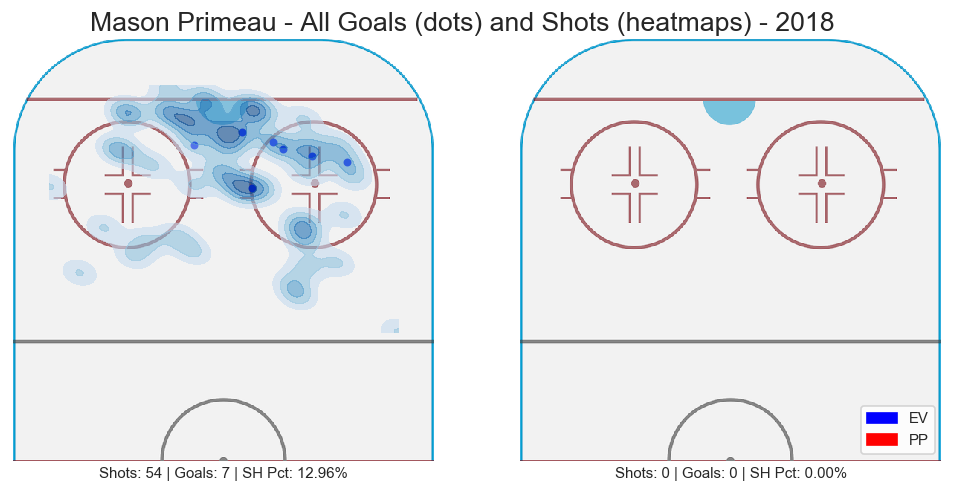 Mason Primeau - All Goals (dots) and Shots (heatmaps) - 2018
EV
PP
Shots: 54 | Goals: 7 | SH Pct: 12.96%
Shots: 0 | Goals: 0 | SH Pct: 0.00%